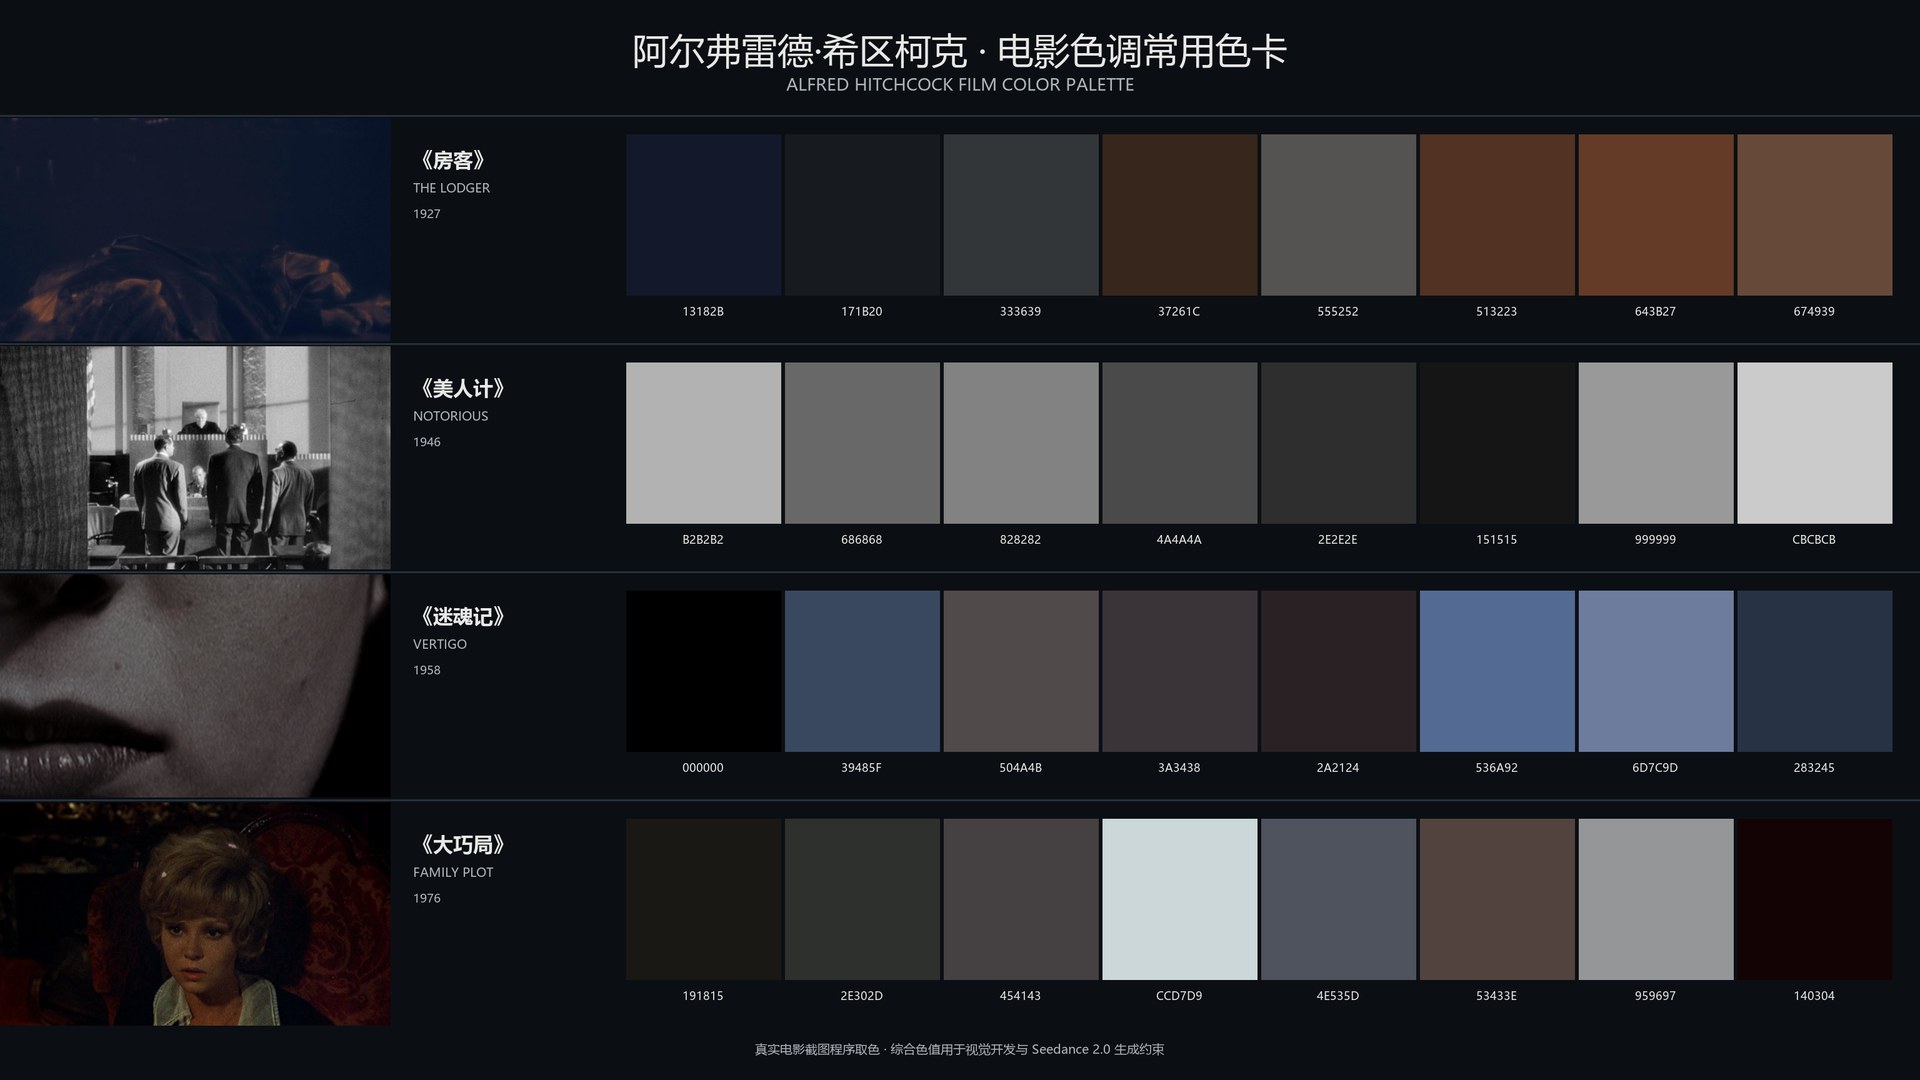 阿尔弗雷德·希区柯克 · 电影色调常用色卡
ALFRED HITCHCOCK FILM COLOR PALETTE
《房客》
THE LODGER
1927
13182B 171B20 333639 37261C 555252 513223 643B27 674939
《美人计》
NOTORIOUS
1946
B2B2B2 686868 828282 4A4A4A 2E2E2E 151515 999999 CBCBCB
《迷魂记》
VERTIGO
1958
000000 39485F 504A4B 3A3438 2A2124 536A92 6D7C9D 283245
《大巧局》
FAMILY PLOT
1976
191815 2E302D 454143 CCD7D9 4E535D 53433E 959697 140304
真实电影截图程序取色 · 综合色值用于视觉开发与 Seedance 2.0 生成约束